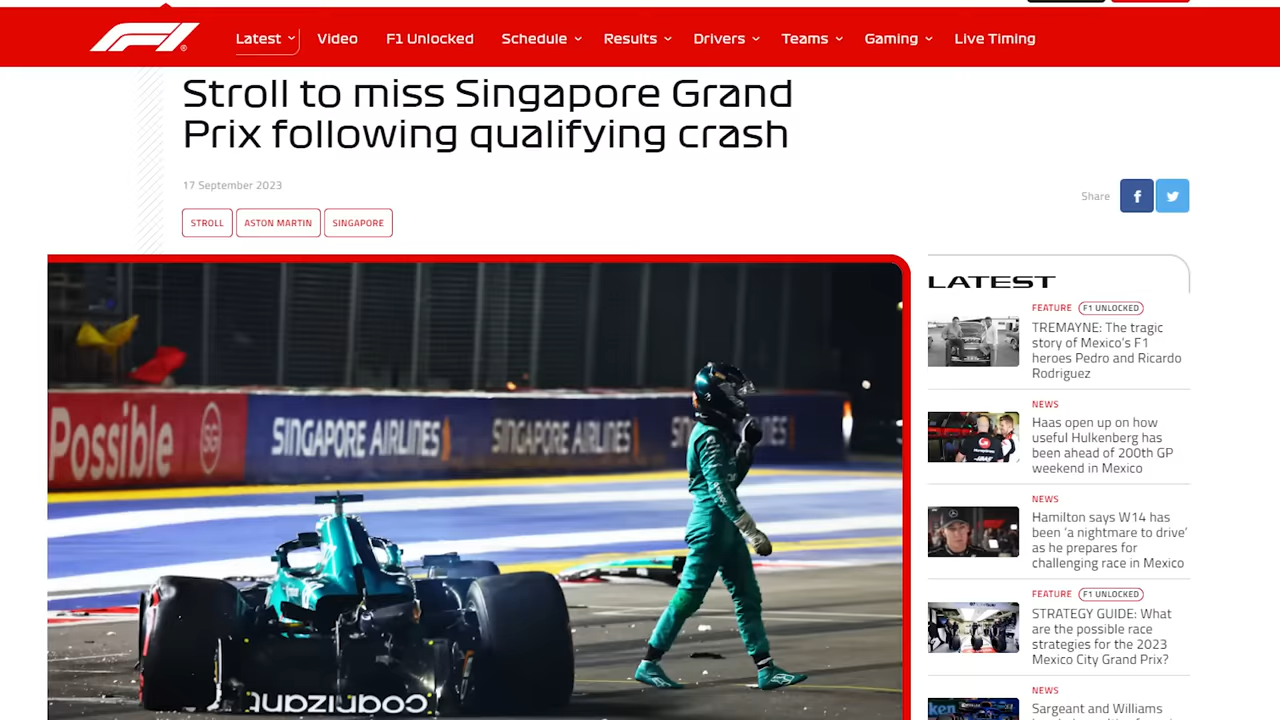 F1
Latest
Video
F1 Unlocked
Schedule
Results
Drivers
Teams
Gaming
Live Timing
Stroll to miss Singapore Grand
Prix following qualifying crash
17 September 2023
Share
STROLL
ASTON MARTIN
SINGAPORE
Possible
SG
SINGAPORE AIRLINES
SINGAPORE AIRLINES
cognizant
LATEST
FEATURE F1 UNLOCKED
TREMAYNE: The tragic
story of Mexico's F1
heroes Pedro and Ricardo
Rodriguez
NEWS
Haas open up on how
useful Hulkenberg has
been ahead of 200th GP
weekend in Mexico
NEWS
Hamilton says W14 has
been ‘a nightmare to drive’
as he prepares for
challenging race in Mexico
FEATURE F1 UNLOCKED
STRATEGY GUIDE: What
are the possible race
strategies for the 2023
Mexico City Grand Prix?
NEWS
Sargeant and Williams